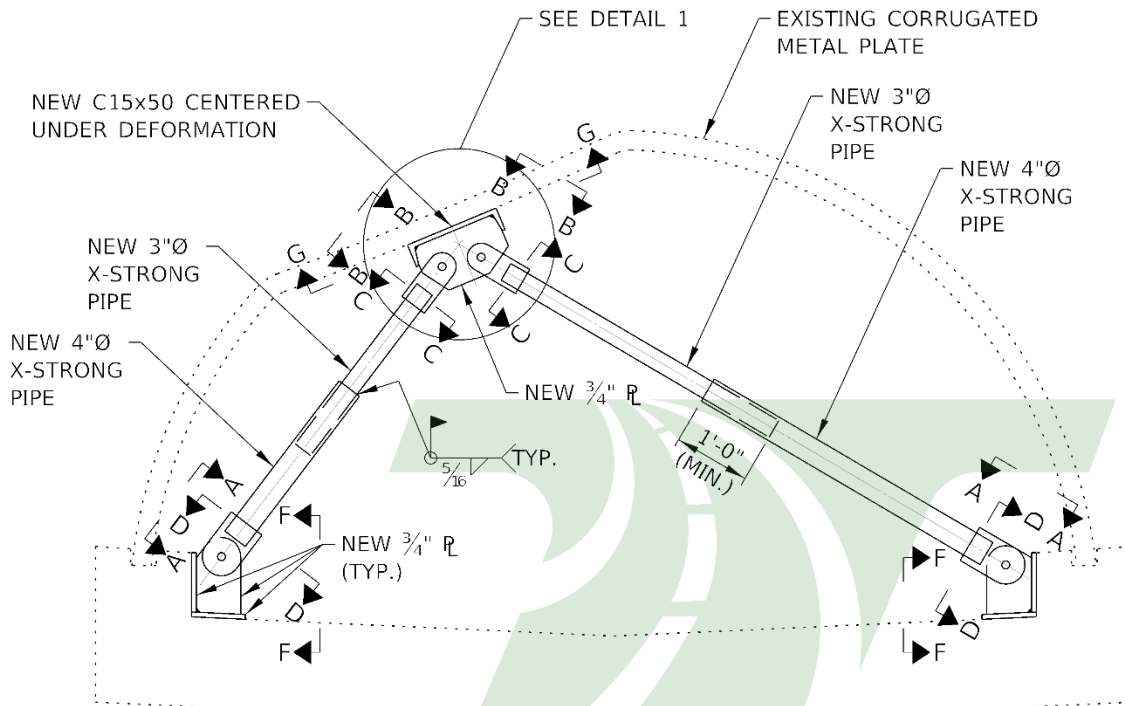 SEE DETAIL 1
EXISTING CORRUGATED
METAL PLATE
NEW C15x50 CENTERED
UNDER DEFORMATION
NEW 3"Ø
X-STRONG
PIPE
NEW 4"Ø
X-STRONG
PIPE
G
B
B
B
B
C
G
C
C
C
NEW 3"Ø
X-STRONG
PIPE
NEW 4"Ø
X-STRONG
PIPE
NEW 3/4" PL
1'-0"
(MIN.)
5/16
TYP.
A
D
A
F
NEW 3/4" PL
(TYP.)
D
F
A
D
A
F
D
F